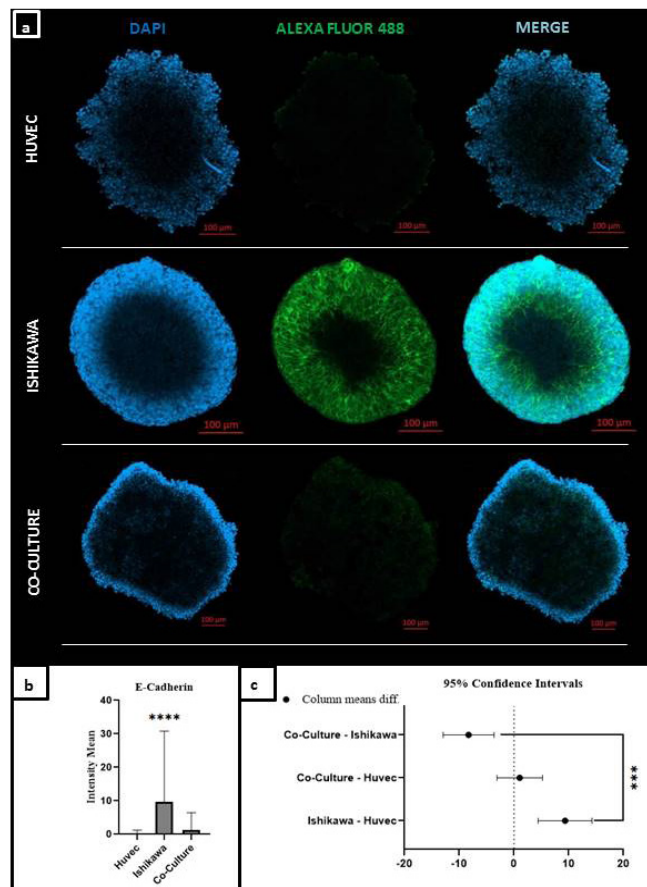 a
DAPI ALEXA FLUOR 488 MERGE
HUVEC
100 µm 100 µm 100 µm
ISHIKAWA
100 µm 100 µm 100 µm
CO-CULTURE
100 µm 100 µm 100 µm
b
E-Cadherin
Intensity Mean
40
30
20
10
0
****
Huvec
Ishikawa
Co-Culture
c
95% Confidence Intervals
Column means diff.
Co-Culture - Ishikawa
Co-Culture - Huvec
Ishikawa - Huvec
***
-20 -10 0 10 20